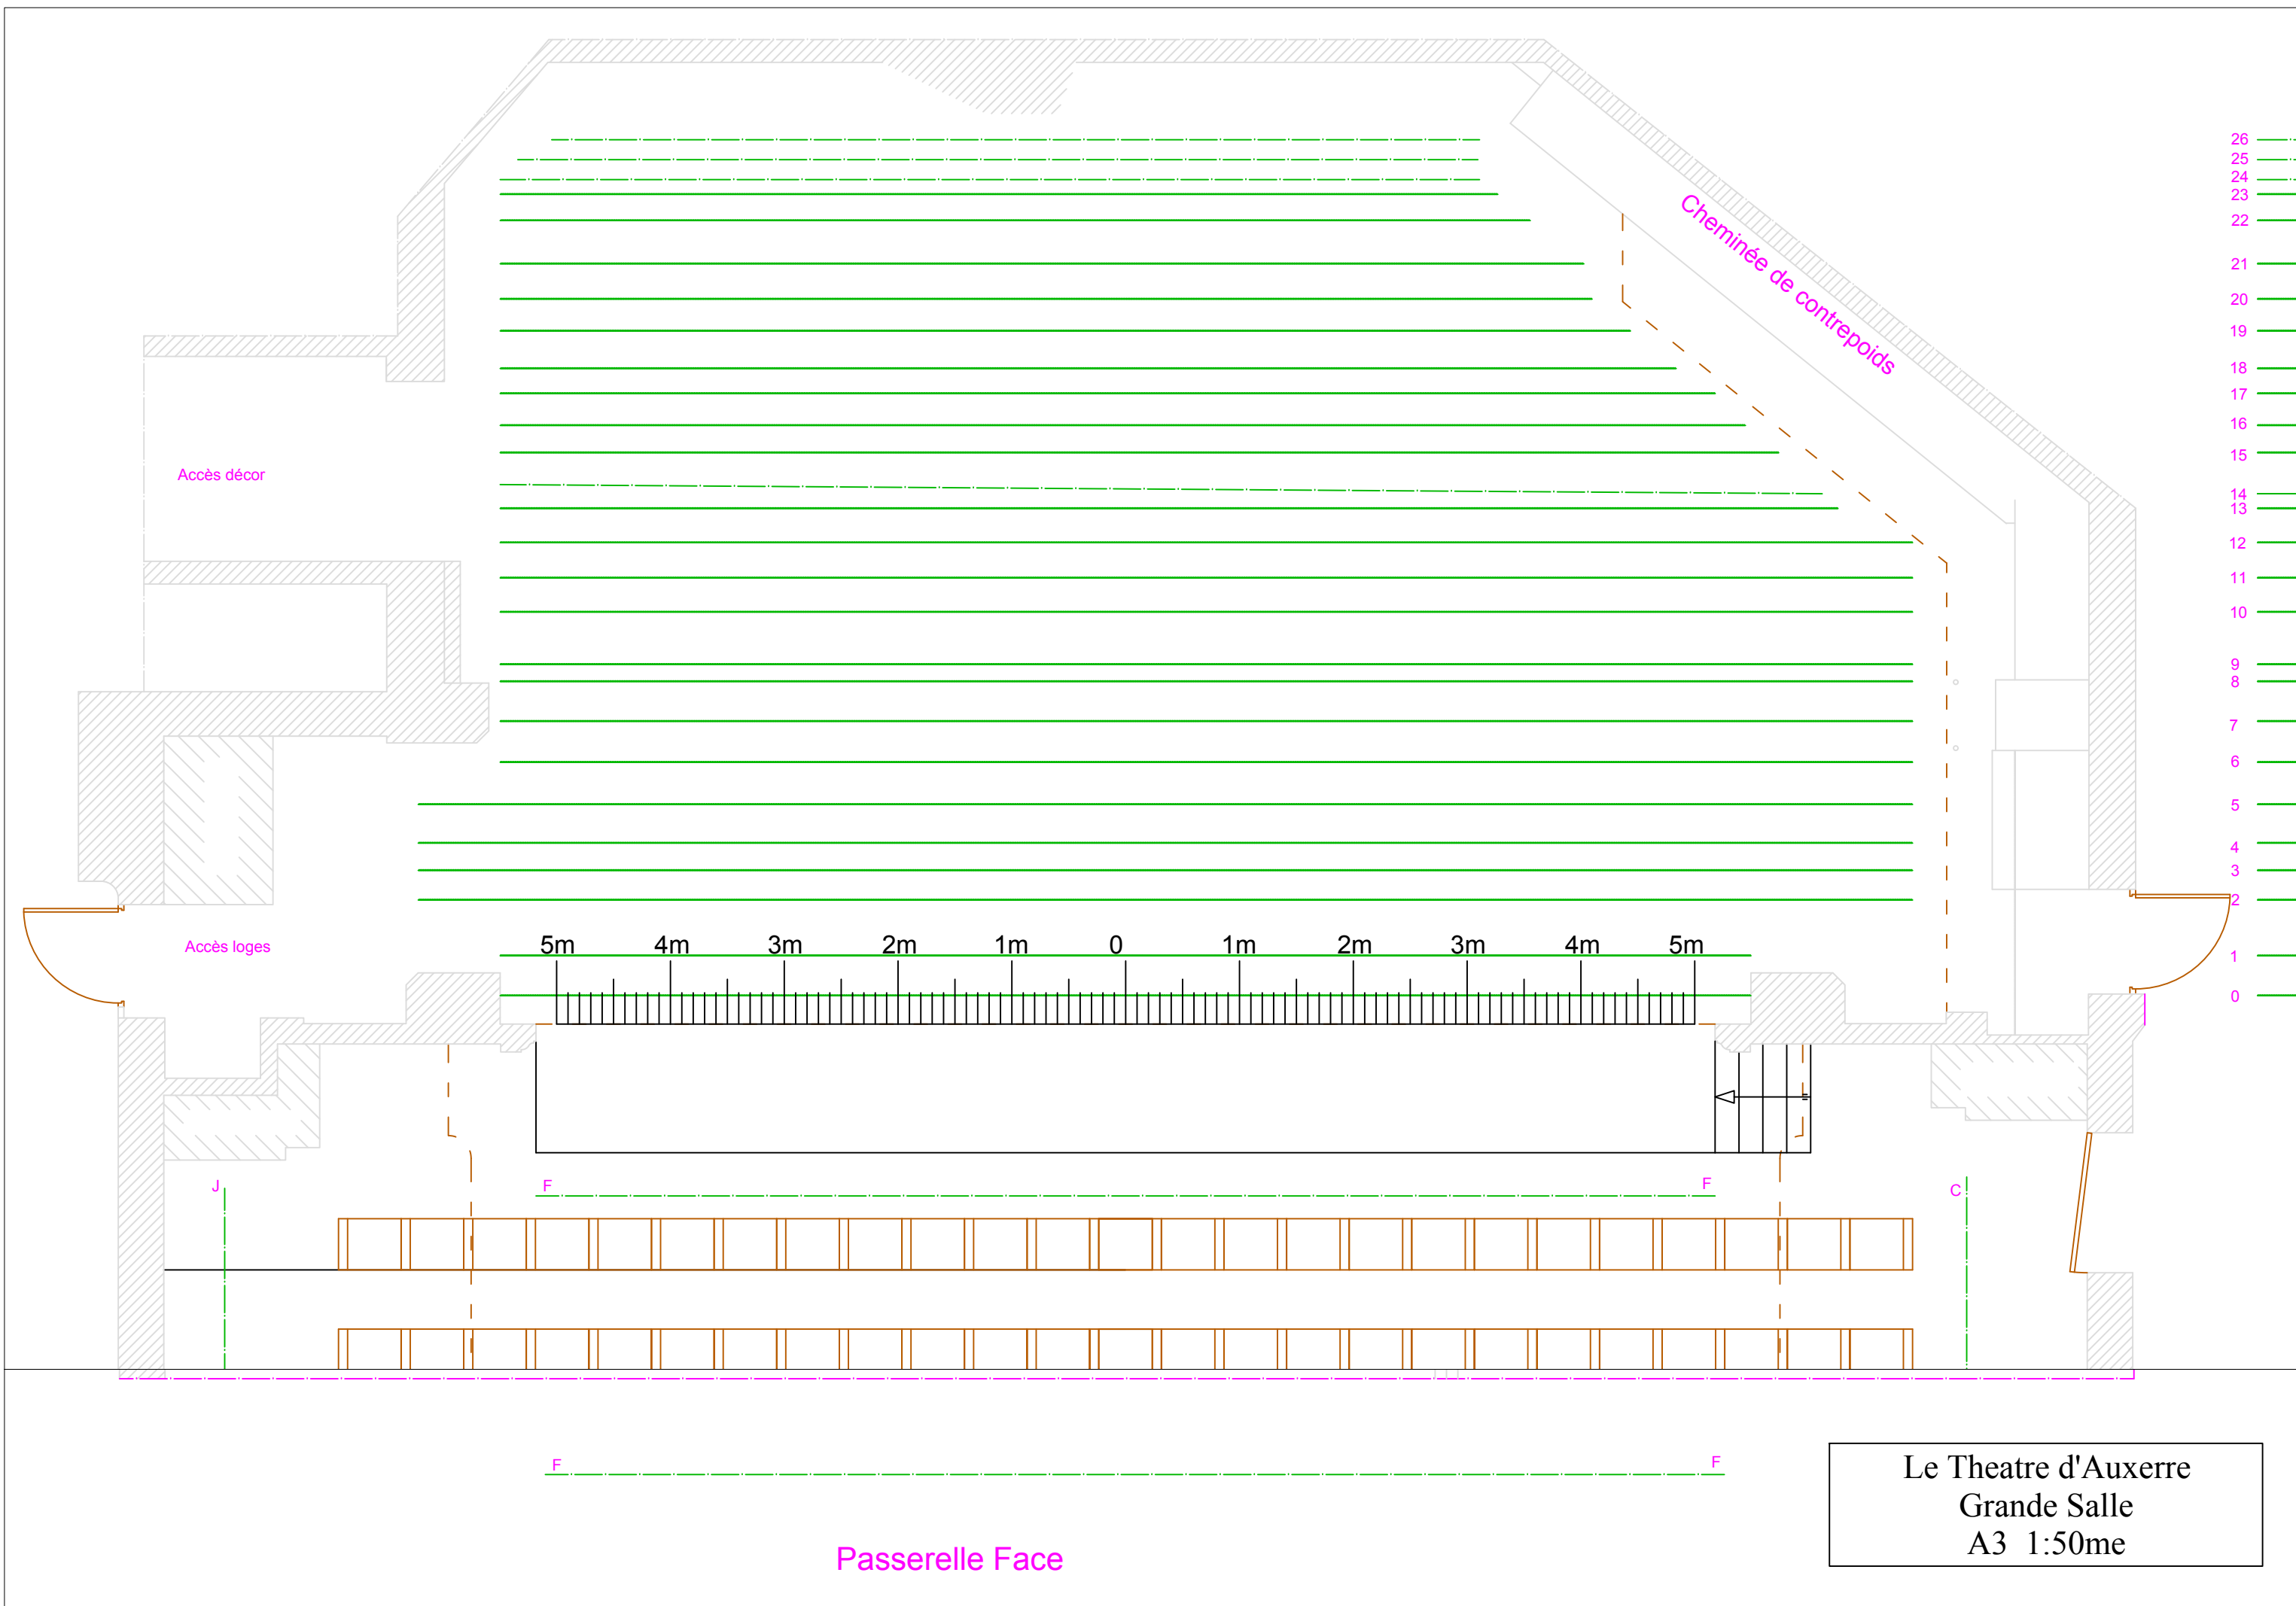 26
25
24
23
22
Cheminée de contrepoids
21
20
19
18
17
16
15
Accès décor
14
13
12
11
10
9
8
7
6
5
4
3
2
Accès loges
5m 4m 3m 2m 1m 0 1m 2m 3m 4m 5m
1
0
J F F C
F F
Le Theatre d'Auxerre
Grande Salle
A3 1:50me
Passerelle Face